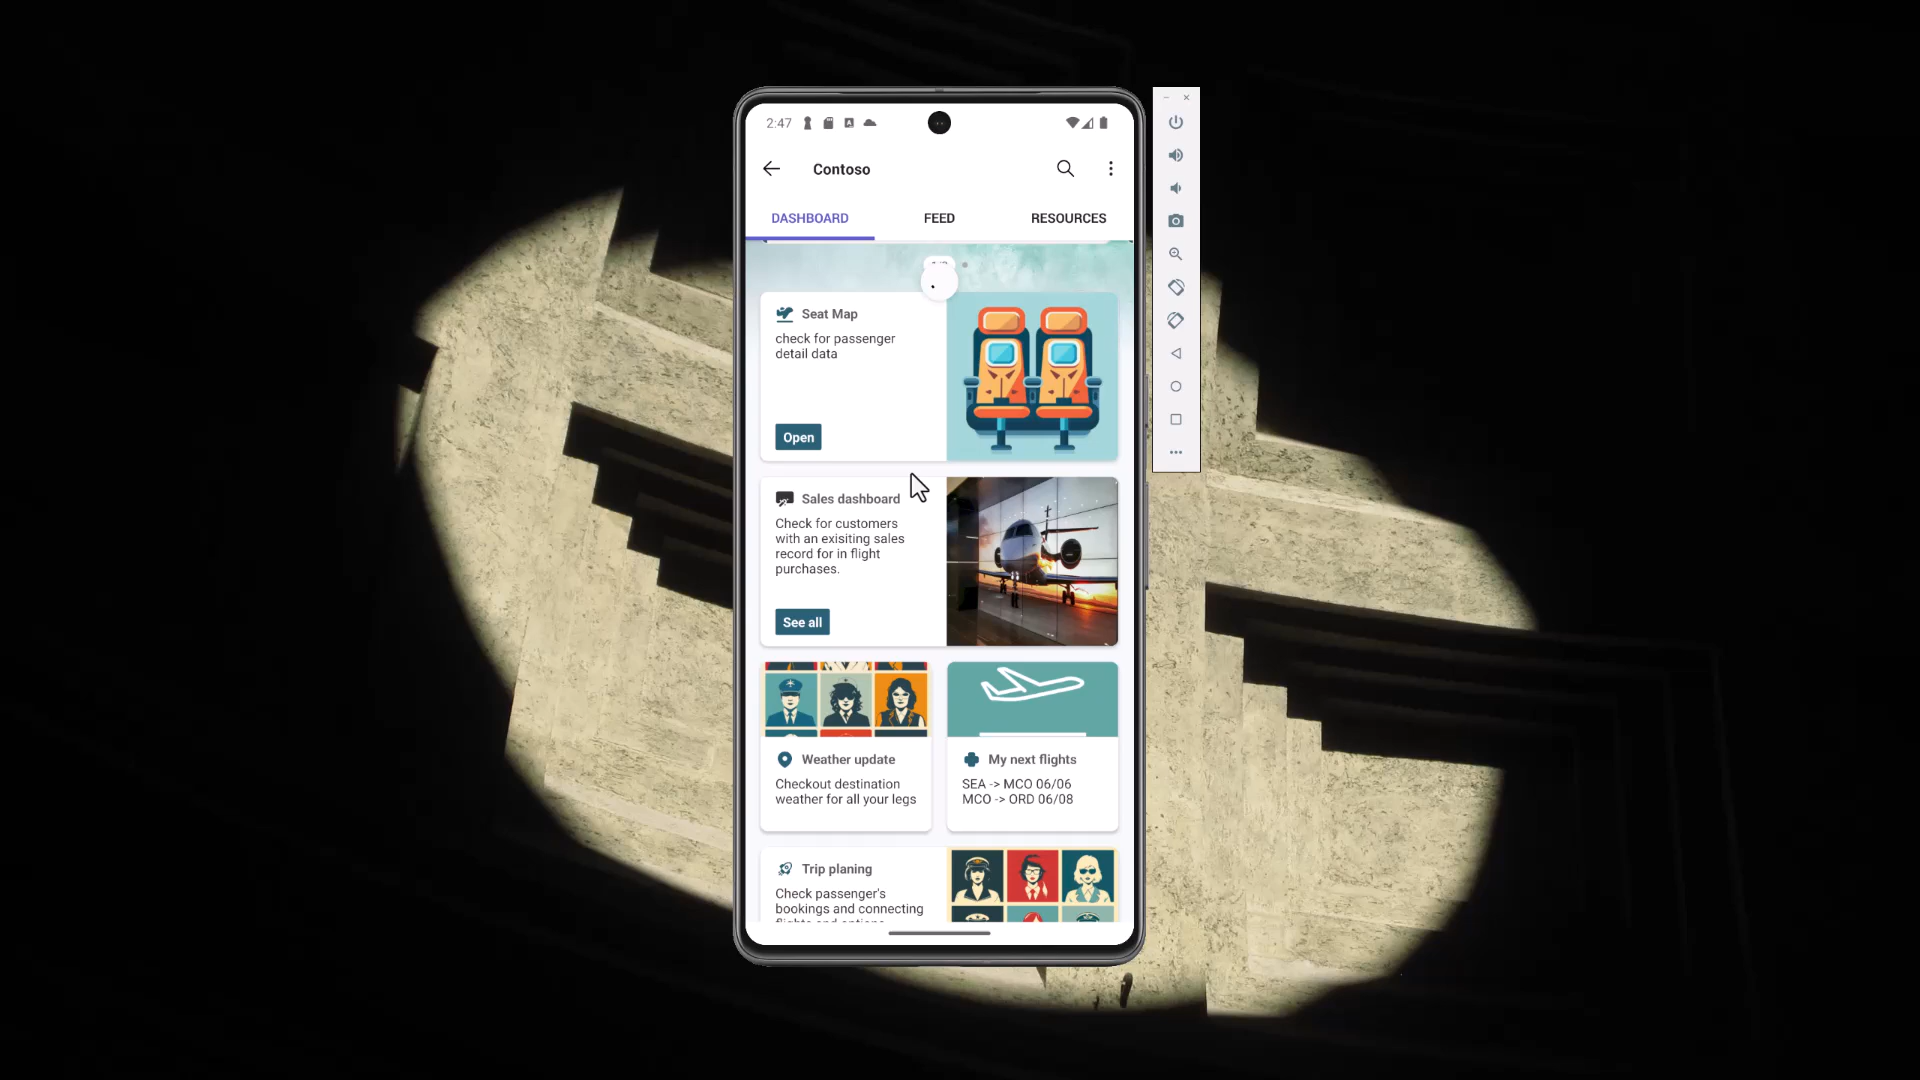 2:47
Contoso
DASHBOARD FEED RESOURCES
Seat Map
check for passenger
detail data
Open
Sales dashboard
Check for customers
with an exisiting sales
record for in flight
purchases.
See all
Weather update
Checkout destination
weather for all your legs
My next flights
SEA -> MCO 06/06
MCO -> ORD 06/08
Trip planing
Check passenger's
bookings and connecting
flights and options